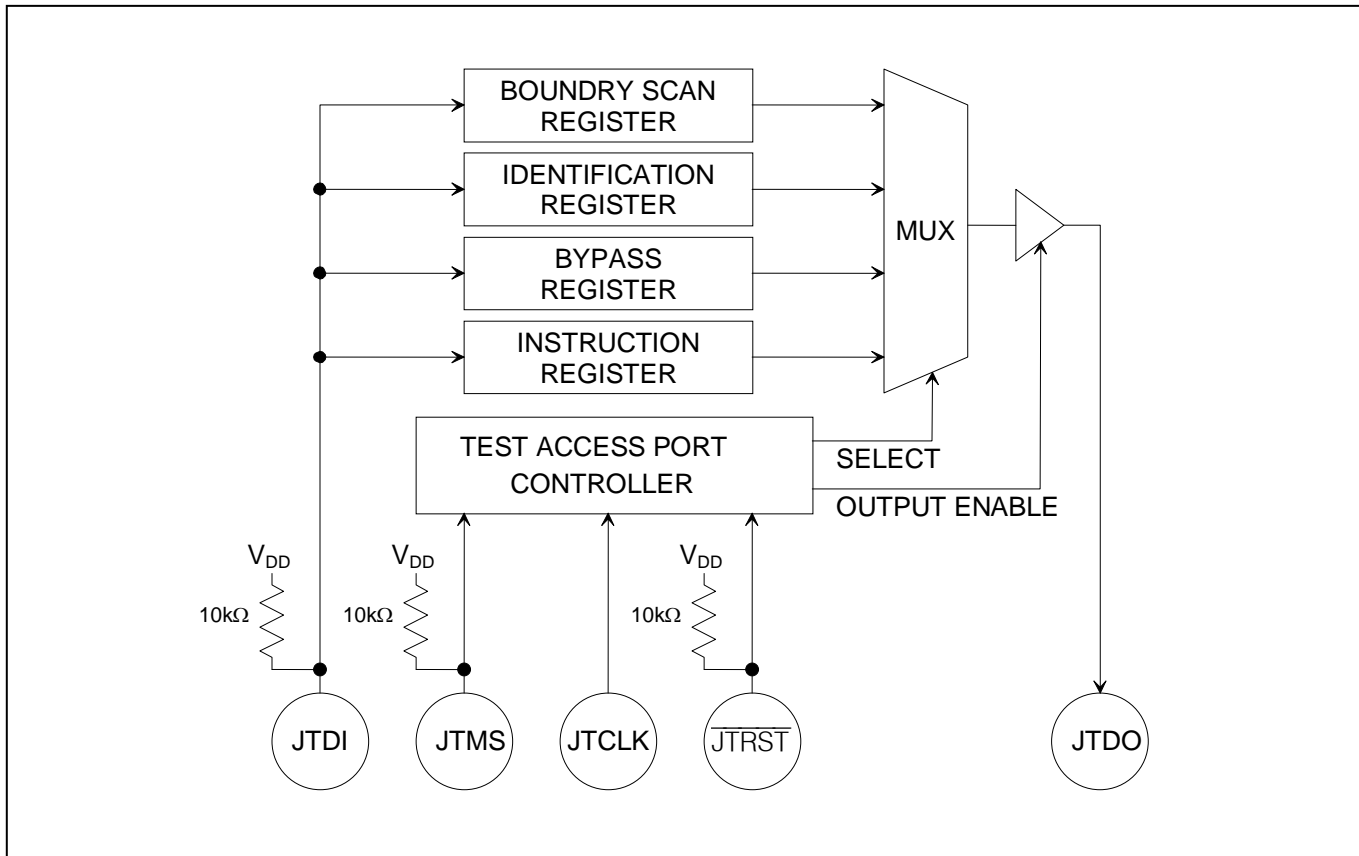 BOUNDRY SCAN
REGISTER
IDENTIFICATION
REGISTER
BYPASS
REGISTER
INSTRUCTION
REGISTER
MUX
TEST ACCESS PORT
CONTROLLER
SELECT
OUTPUT ENABLE
VDD
10kΩ
VDD
10kΩ
VDD
10kΩ
JTDI
JTMS
JTCLK
J̅T̅R̅S̅T̅
JTDO